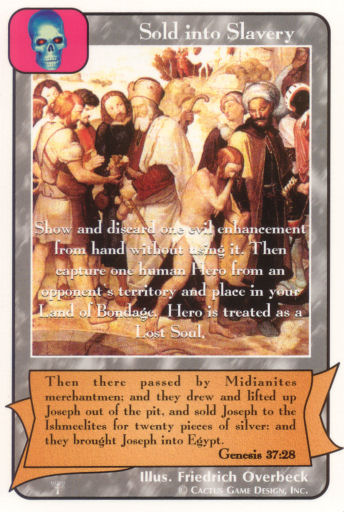 Sold into Slavery
Show and discard one evil enhancement
from hand without using it. Then
capture one human Hero from an
opponent's territory and place in your
Land of Bondage. Hero is treated as a
Lost Soul.
Then there passed by Midianites
merchantmen; and they drew and lifted up
Joseph out of the pit, and sold Joseph to the
Ishmeelites for twenty pieces of silver: and
they brought Joseph into Egypt.
Genesis 37:28
Illus. Friedrich Overbeck
© Cactus Game Design, Inc.